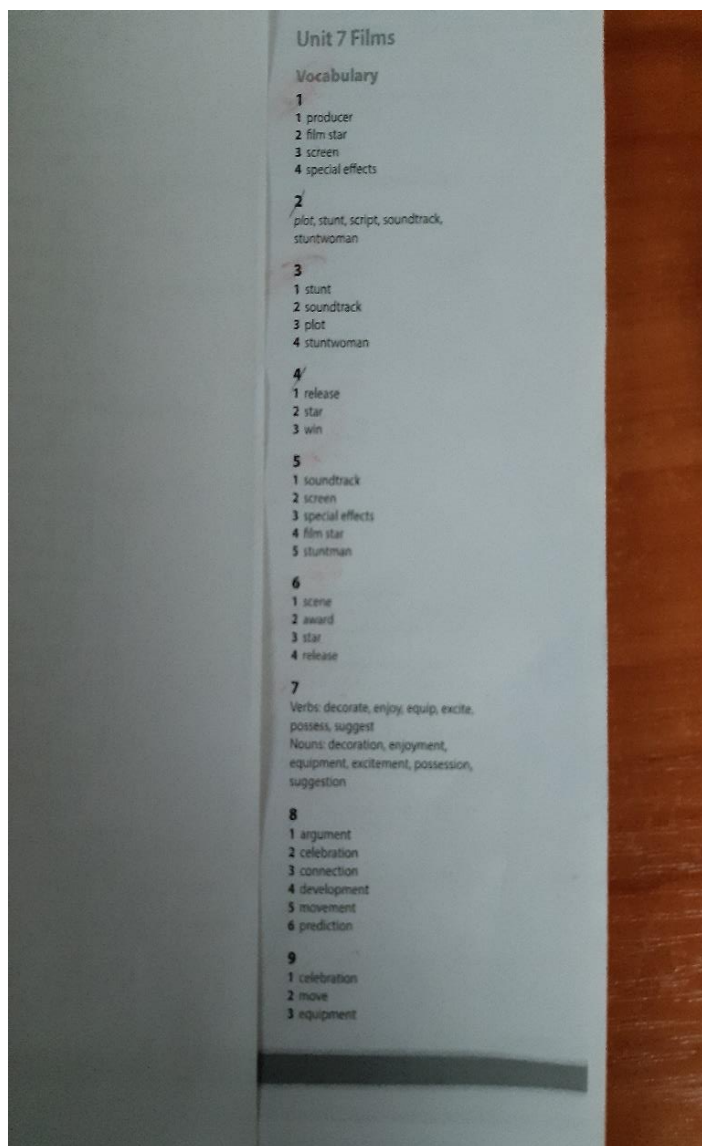 Unit 7 Films
Vocabulary
1
1 producer
2 film star
3 screen
4 special effects
2
plot, stunt, script, soundtrack,
stuntwoman
3
1 stunt
2 soundtrack
3 plot
4 stuntwoman
4
1 release
2 star
3 win
5
1 soundtrack
2 screen
3 special effects
4 film star
5 stuntman
6
1 scene
2 award
3 star
4 release
7
Verbs: decorate, enjoy, equip, excite,
possess, suggest
Nouns: decoration, enjoyment,
equipment, excitement, possession,
suggestion
8
1 argument
2 celebration
3 connection
4 development
5 movement
6 prediction
9
1 celebration
2 move
3 equipment